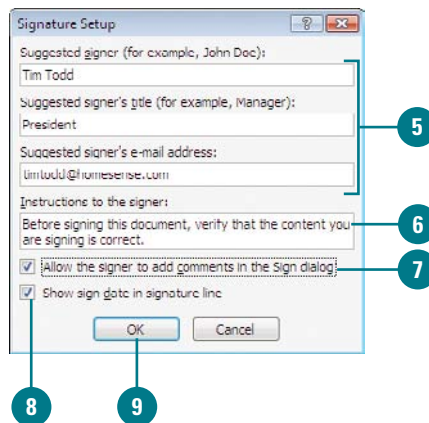 Signature Setup
Suggested signer (for example, John Doe):
Tim Todd
Suggested signer's title (for example, Manager):
President
5
Suggested signer's e-mail address:
timtodd@homesense.com
Instructions to the signer:
Before signing this document, verify that the content you
are signing is correct.
6
Allow the signer to add comments in the Sign dialog
7
Show sign date in signature line
OK Cancel
8 9